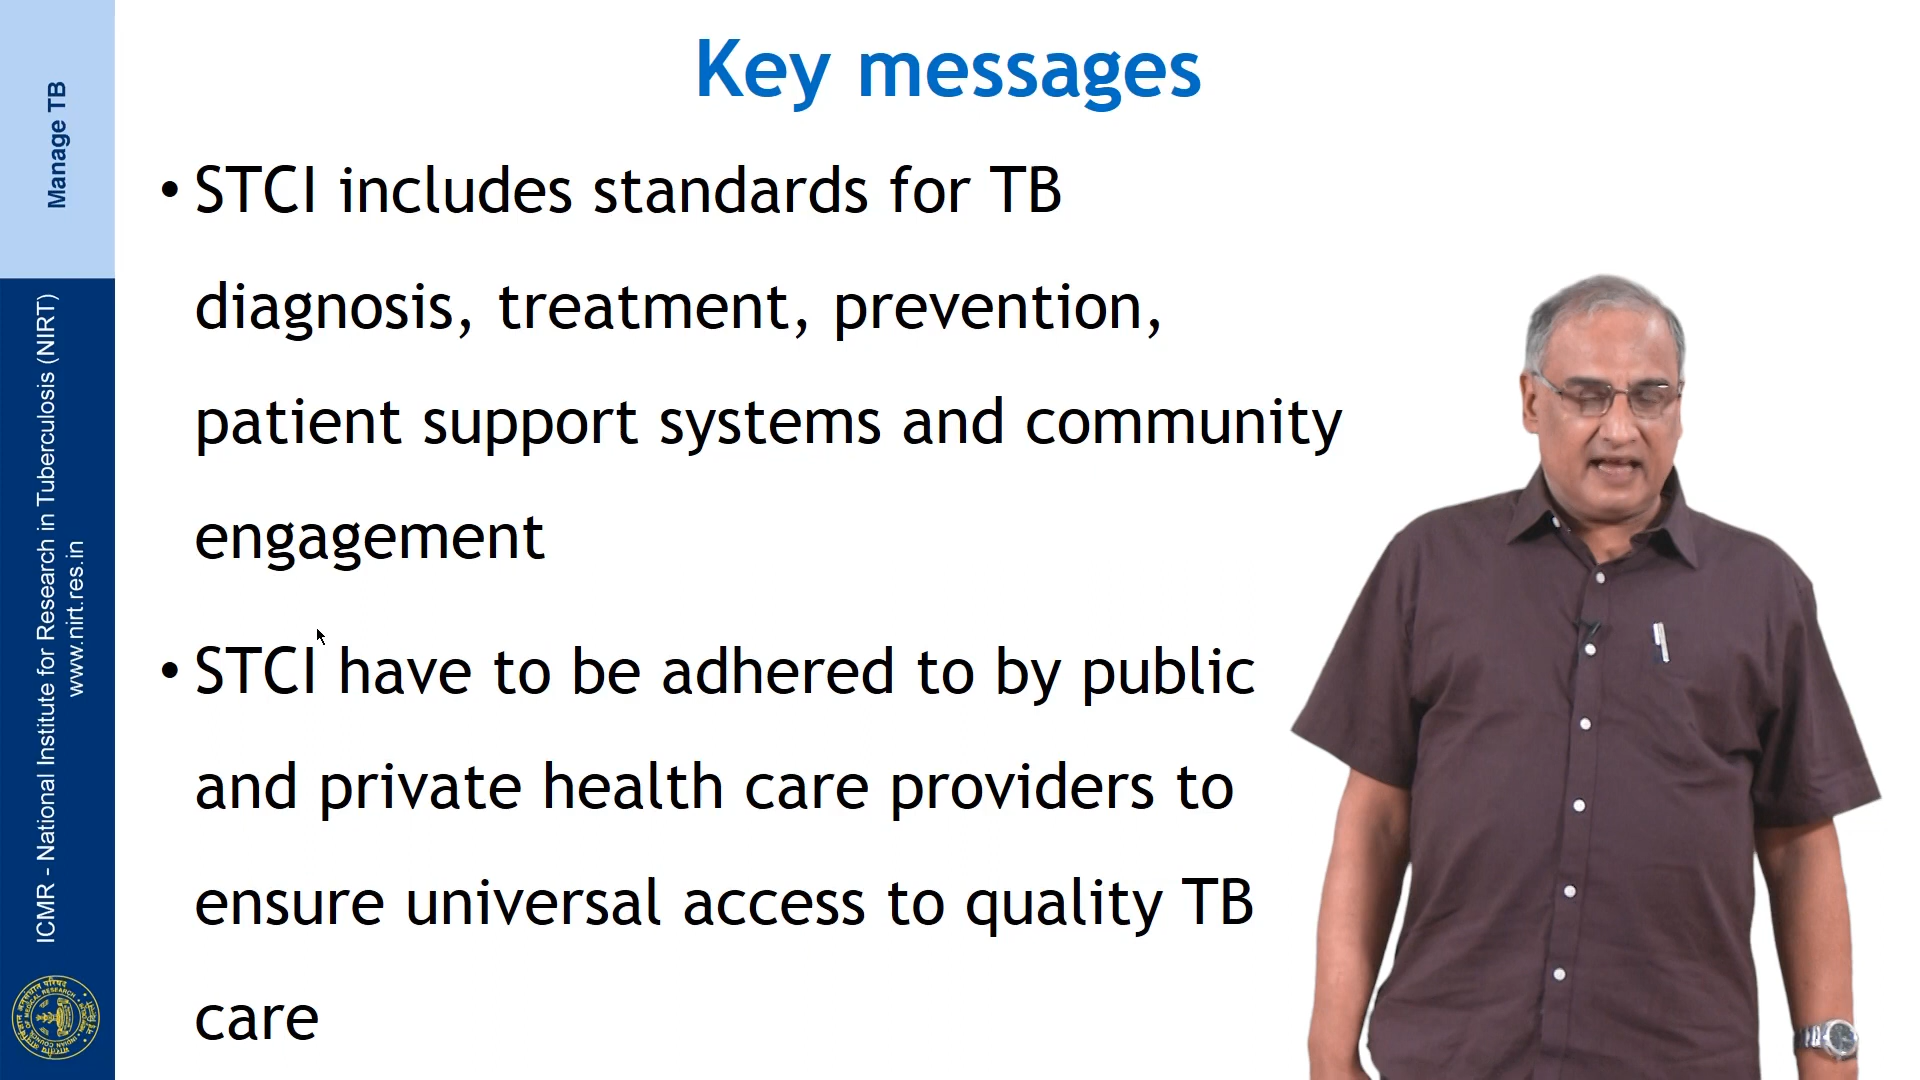 Key messages
• STCI includes standards for TB
diagnosis, treatment, prevention,
patient support systems and community
engagement
• STCI have to be adhered to by public
and private health care providers to
ensure universal access to quality TB
care
Manage TB
ICMR - National Institute for Research in Tuberculosis (NIRT)
www.nirt.res.in